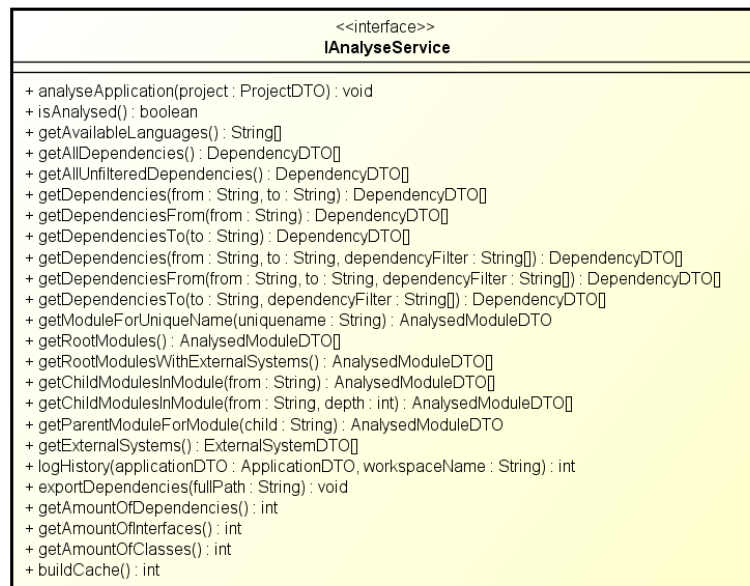 <<interface>>
IAnalyseService
+ analyseApplication(project : ProjectDTO) : void
+ isAnalysed() : boolean
+ getAvailableLanguages() : String[]
+ getAllDependencies() : DependencyDTO[]
+ getAllUnfilteredDependencies() : DependencyDTO[]
+ getDependencies(from : String, to : String) : DependencyDTO[]
+ getDependenciesFrom(from : String) : DependencyDTO[]
+ getDependenciesTo(to : String) : DependencyDTO[]
+ getDependencies(from : String, to : String, dependencyFilter : String[]) : DependencyDTO[]
+ getDependenciesFrom(from : String, to : String, dependencyFilter : String[]) : DependencyDTO[]
+ getDependenciesTo(to : String, dependencyFilter : String[]) : DependencyDTO[]
+ getModuleForUniqueName(uniquename : String) : AnalysedModuleDTO
+ getRootModules() : AnalysedModuleDTO[]
+ getRootModulesWithExternalSystems() : AnalysedModuleDTO[]
+ getChildModulesInModule(from : String) : AnalysedModuleDTO[]
+ getChildModulesInModule(from : String, depth : int) : AnalysedModuleDTO[]
+ getParentModuleForModule(child : String) : AnalysedModuleDTO
+ getExternalSystems() : ExternalSystemDTO[]
+ logHistory(applicationDTO : ApplicationDTO, workspaceName : String) : int
+ exportDependencies(fullPath : String) : void
+ getAmountOfDependencies() : int
+ getAmountOfInterfaces() : int
+ getAmountOfClasses() : int
+ buildCache() : int